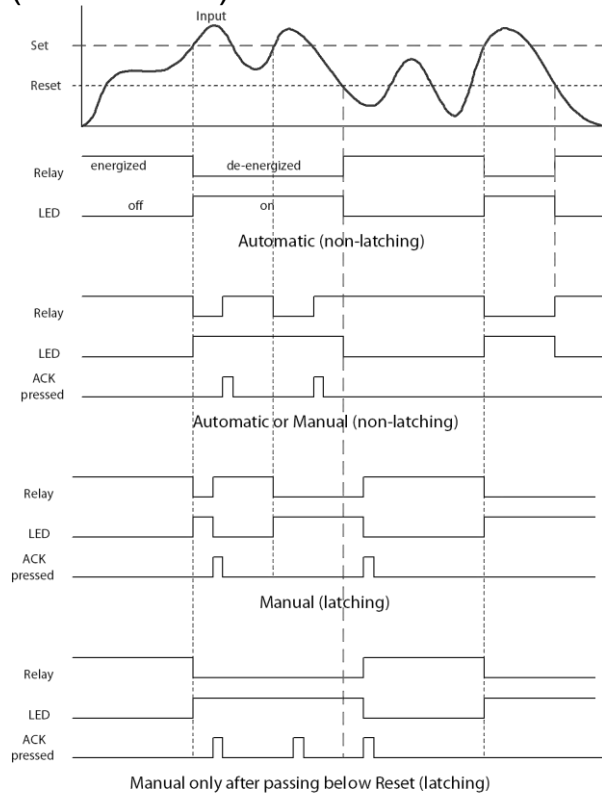 Input
Set
Reset
energized de-energized
Relay
LED off on
Automatic (non-latching)
Relay
LED
ACK
pressed
Automatic or Manual (non-latching)
Relay
LED
ACK
pressed
Manual (latching)
Relay
LED
ACK
pressed
Manual only after passing below Reset (latching)